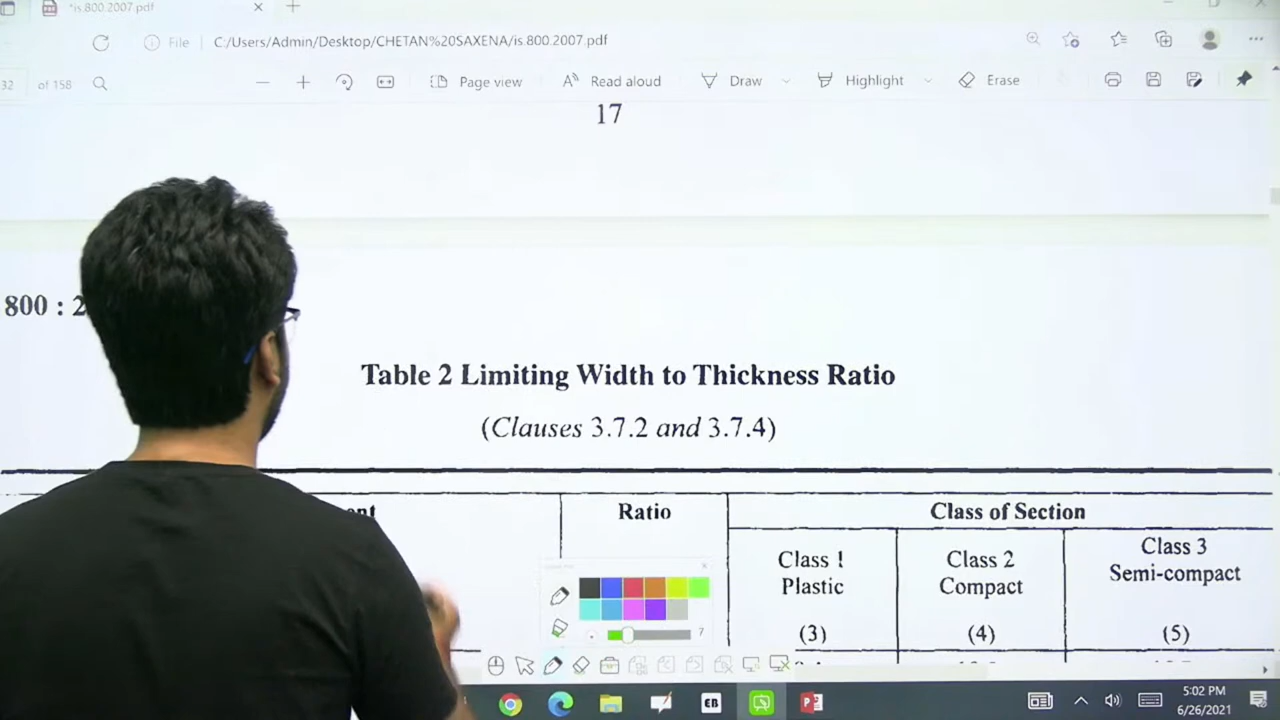 *is.800.2007.pdf
File C:/Users/Admin/Desktop/CHETAN%20SAXENA/is.800.2007.pdf
32 of 158 Page view Read aloud Draw Highlight Erase
17
800 : 2
Table 2 Limiting Width to Thickness Ratio
(Clauses 3.7.2 and 3.7.4)
Ratio
Class of Section
Class 1
Plastic
(3)
Class 2
Compact
(4)
Class 3
Semi-compact
(5)
7
EB
5:02 PM
6/26/2021